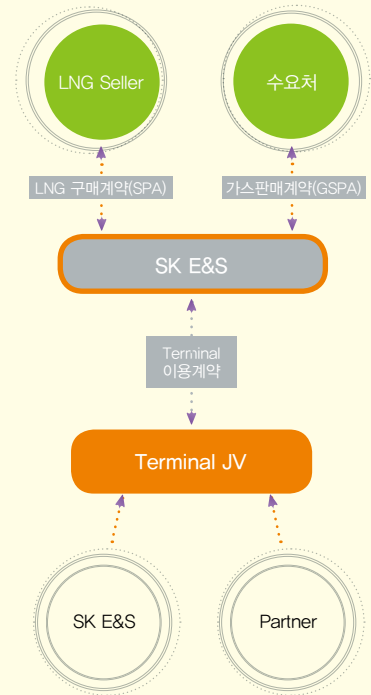 LNG Seller
수요처
LNG 구매계약(SPA)
가스판매계약(GSPA)
SK E&S
Terminal
이용계약
Terminal JV
SK E&S
Partner